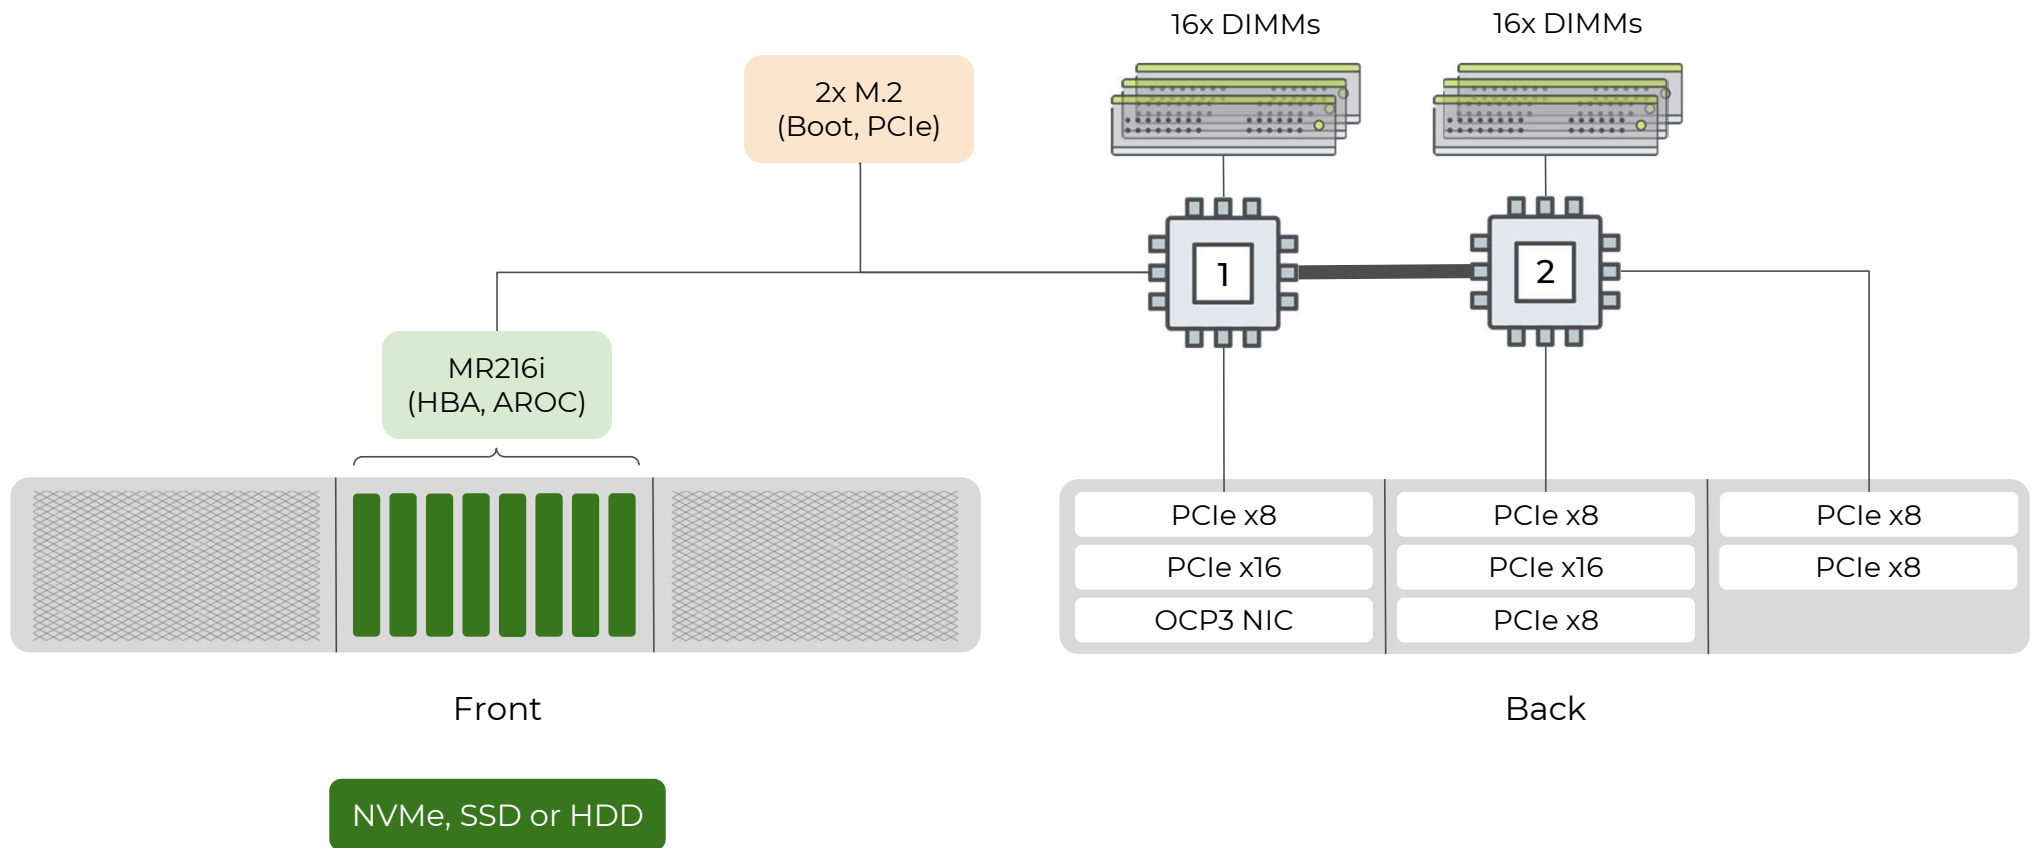 16x DIMMs
16x DIMMs
2x M.2
(Boot, PCIe)
1
2
MR216i
(HBA, AROC)
PCIe x8
PCIe x8
PCIe x8
PCIe x16
PCIe x16
PCIe x8
OCP3 NIC
PCIe x8
Front
Back
NVMe, SSD or HDD